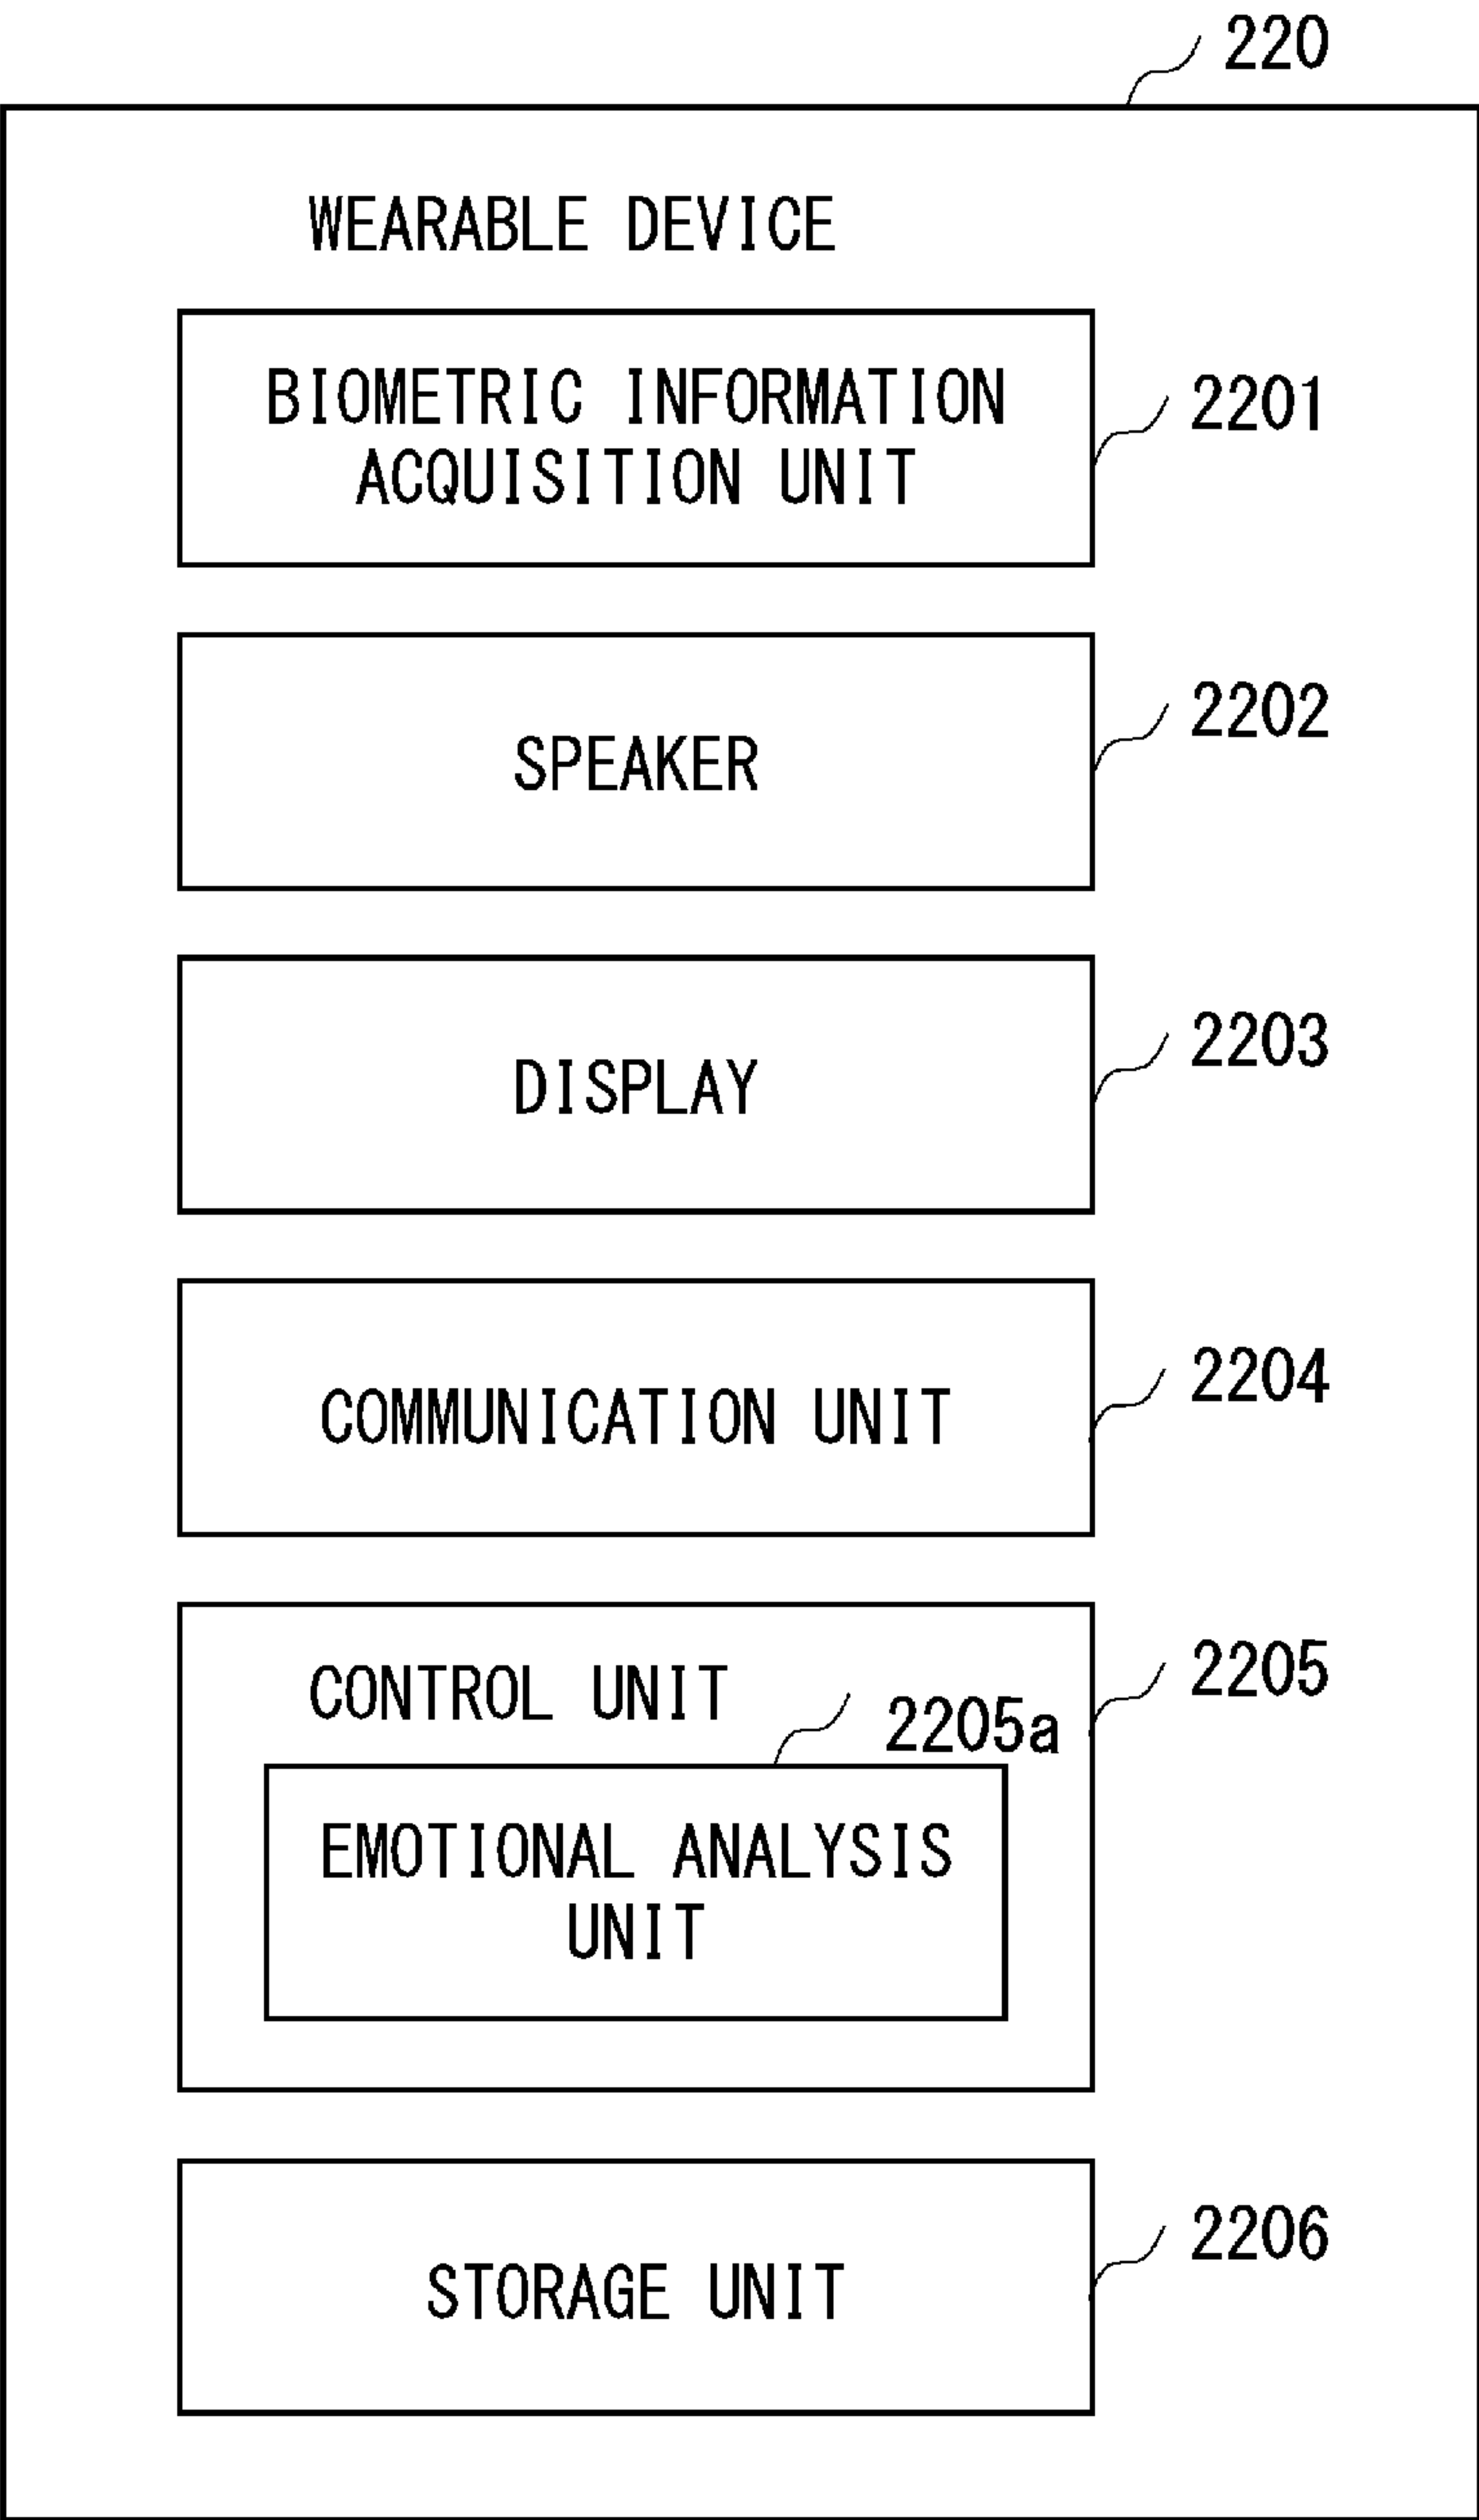 220
WEARABLE DEVICE
BIOMETRIC INFORMATION
ACQUISITION UNIT
2201
SPEAKER
2202
DISPLAY
2203
COMMUNICATION UNIT
2204
CONTROL UNIT
2205
2205a
EMOTIONAL ANALYSIS
UNIT
STORAGE UNIT
2206